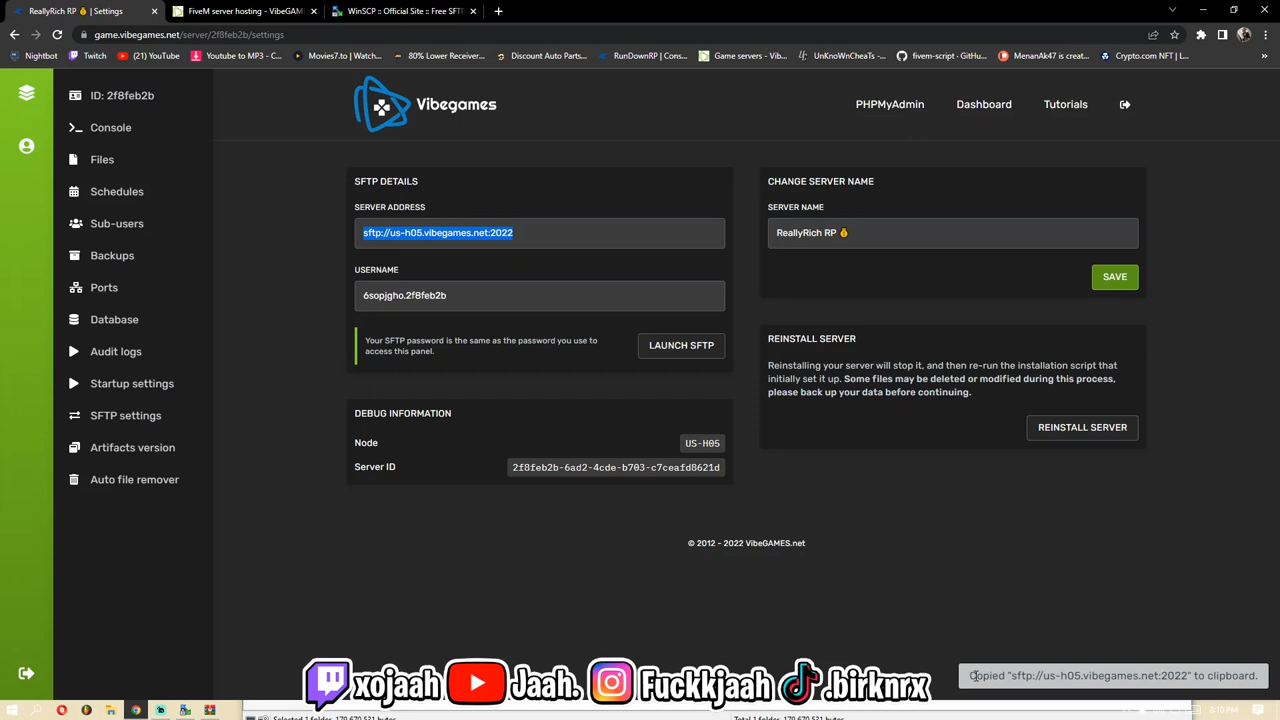 ReallyRich RP 💰 | Settings
FiveM server hosting - VibeGAM
WinSCP :: Official Site :: Free SFT
game.vibegames.net/server/2f8feb2b/settings
Nightbot
Twitch
(21) YouTube
Youtube to MP3 - C...
Movies7.to | Watch...
80% Lower Receiver...
Discount Auto Parts...
RunDownRP | Cons...
Game servers - Vib...
UnKnoWnCheaTs -...
fivem-script · GitHu...
MenanAk47 is creat...
Crypto.com NFT | L...
ID: 2f8feb2b
Console
Files
Schedules
Sub-users
Backups
Ports
Database
Audit logs
Startup settings
SFTP settings
Artifacts version
Auto file remover
Vibegames
PHPMyAdmin
Dashboard
Tutorials
SFTP DETAILS
SERVER ADDRESS
sftp://us-h05.vibegames.net:2022
USERNAME
6sopjgho.2f8feb2b
Your SFTP password is the same as the password you use to
access this panel.
LAUNCH SFTP
DEBUG INFORMATION
Node
US-H05
Server ID
2f8feb2b-6ad2-4cde-b703-c7ceafd8621d
CHANGE SERVER NAME
SERVER NAME
ReallyRich RP 💰
SAVE
REINSTALL SERVER
Reinstalling your server will stop it, and then re-run the installation script that
initially set it up. Some files may be deleted or modified during this process,
please back up your data before continuing.
REINSTALL SERVER
© 2012 - 2022 VibeGAMES.net
Copied "sftp://us-h05.vibegames.net:2022" to clipboard.
xojaah
Jaah.
Fuckkjaah
.birknrx